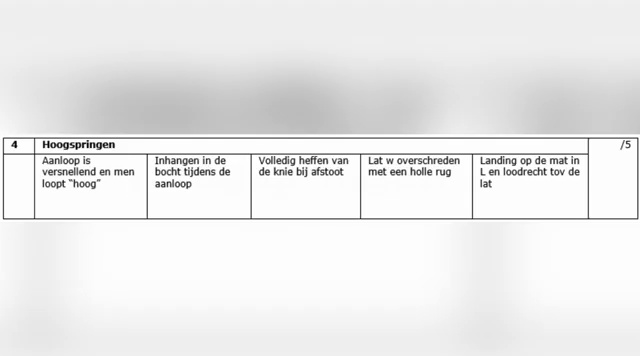 4 Hoogspringen /5
Aanloop is
versnellend en men
loopt "hoog"
Inhangen in de
bocht tijdens de
aanloop
Volledig heffen van
de knie bij afstoot
Lat w overschreden
met een holle rug
Landing op de mat in
L en loodrecht tov de
lat